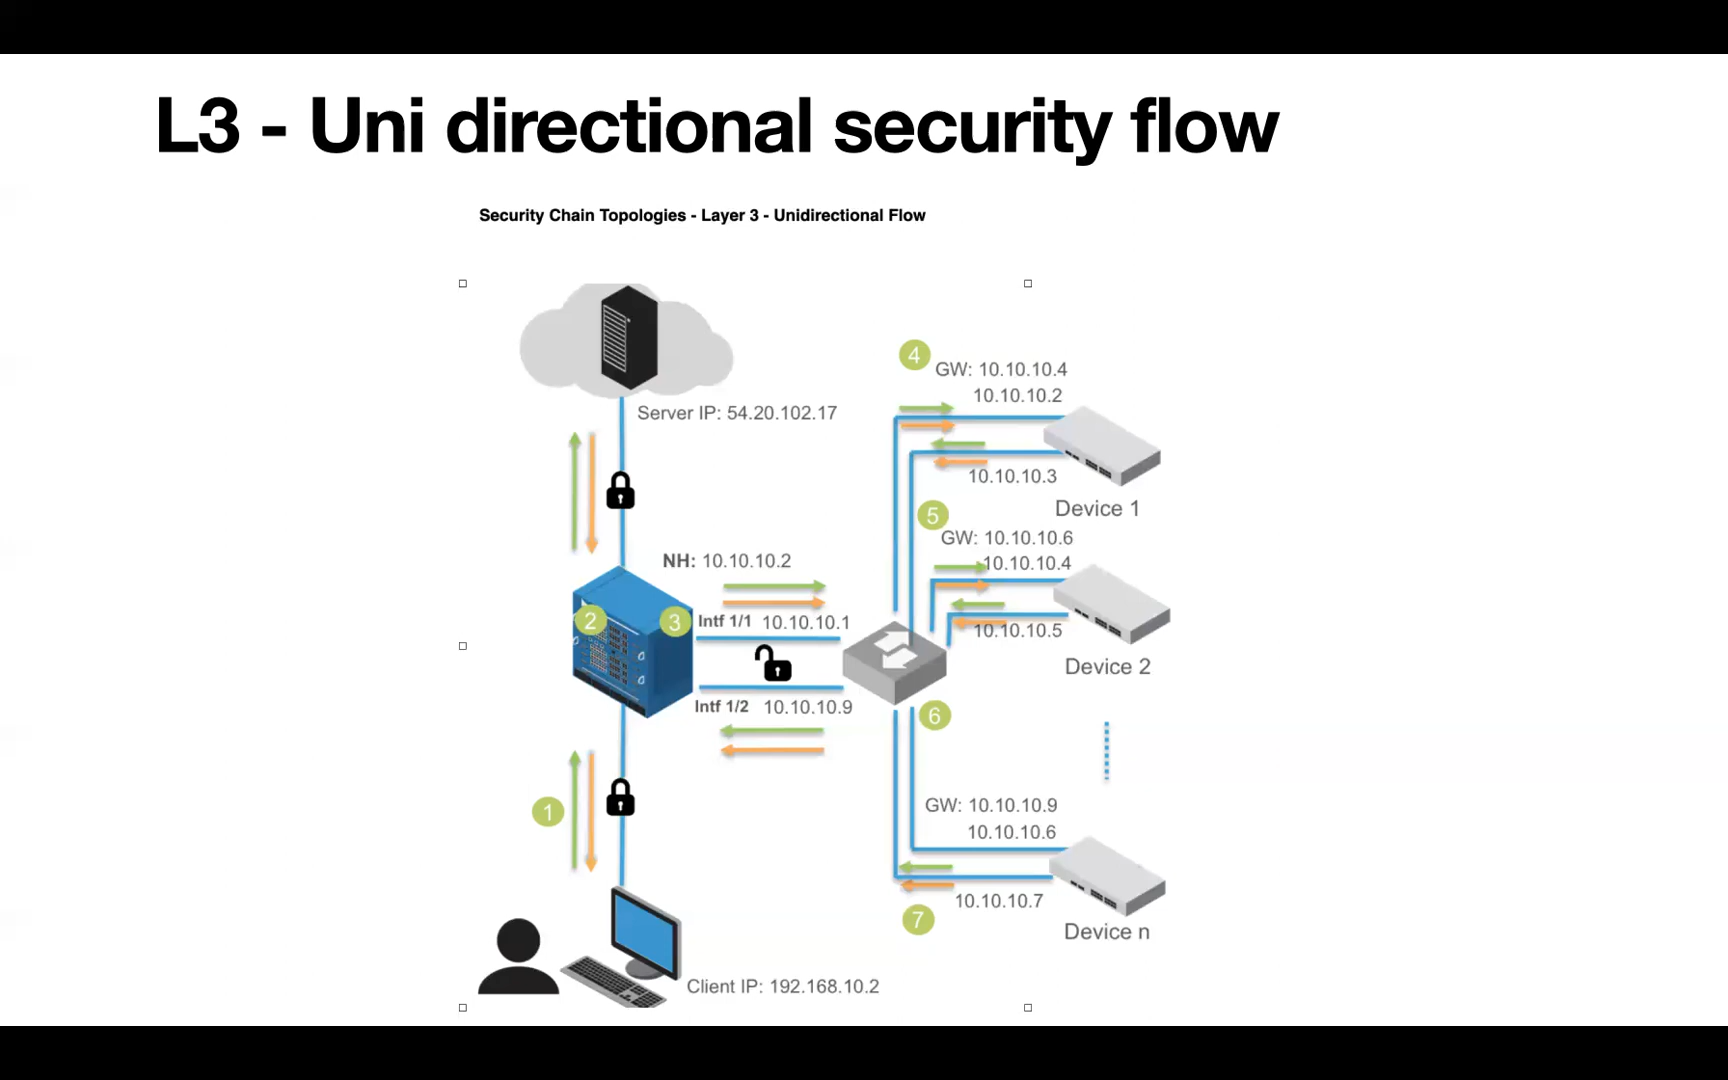 L3 - Uni directional security flow
Security Chain Topologies - Layer 3 - Unidirectional Flow
4
GW: 10.10.10.4
10.10.10.2
Server IP: 54.20.102.17
10.10.10.3
Device 1
5
GW: 10.10.10.6
NH: 10.10.10.2
10.10.10.4
2
3
Intf 1/1 10.10.10.1
10.10.10.5
Device 2
Intf 1/2 10.10.10.9
6
1
GW: 10.10.10.9
10.10.10.6
10.10.10.7
7
Device n
Client IP: 192.168.10.2